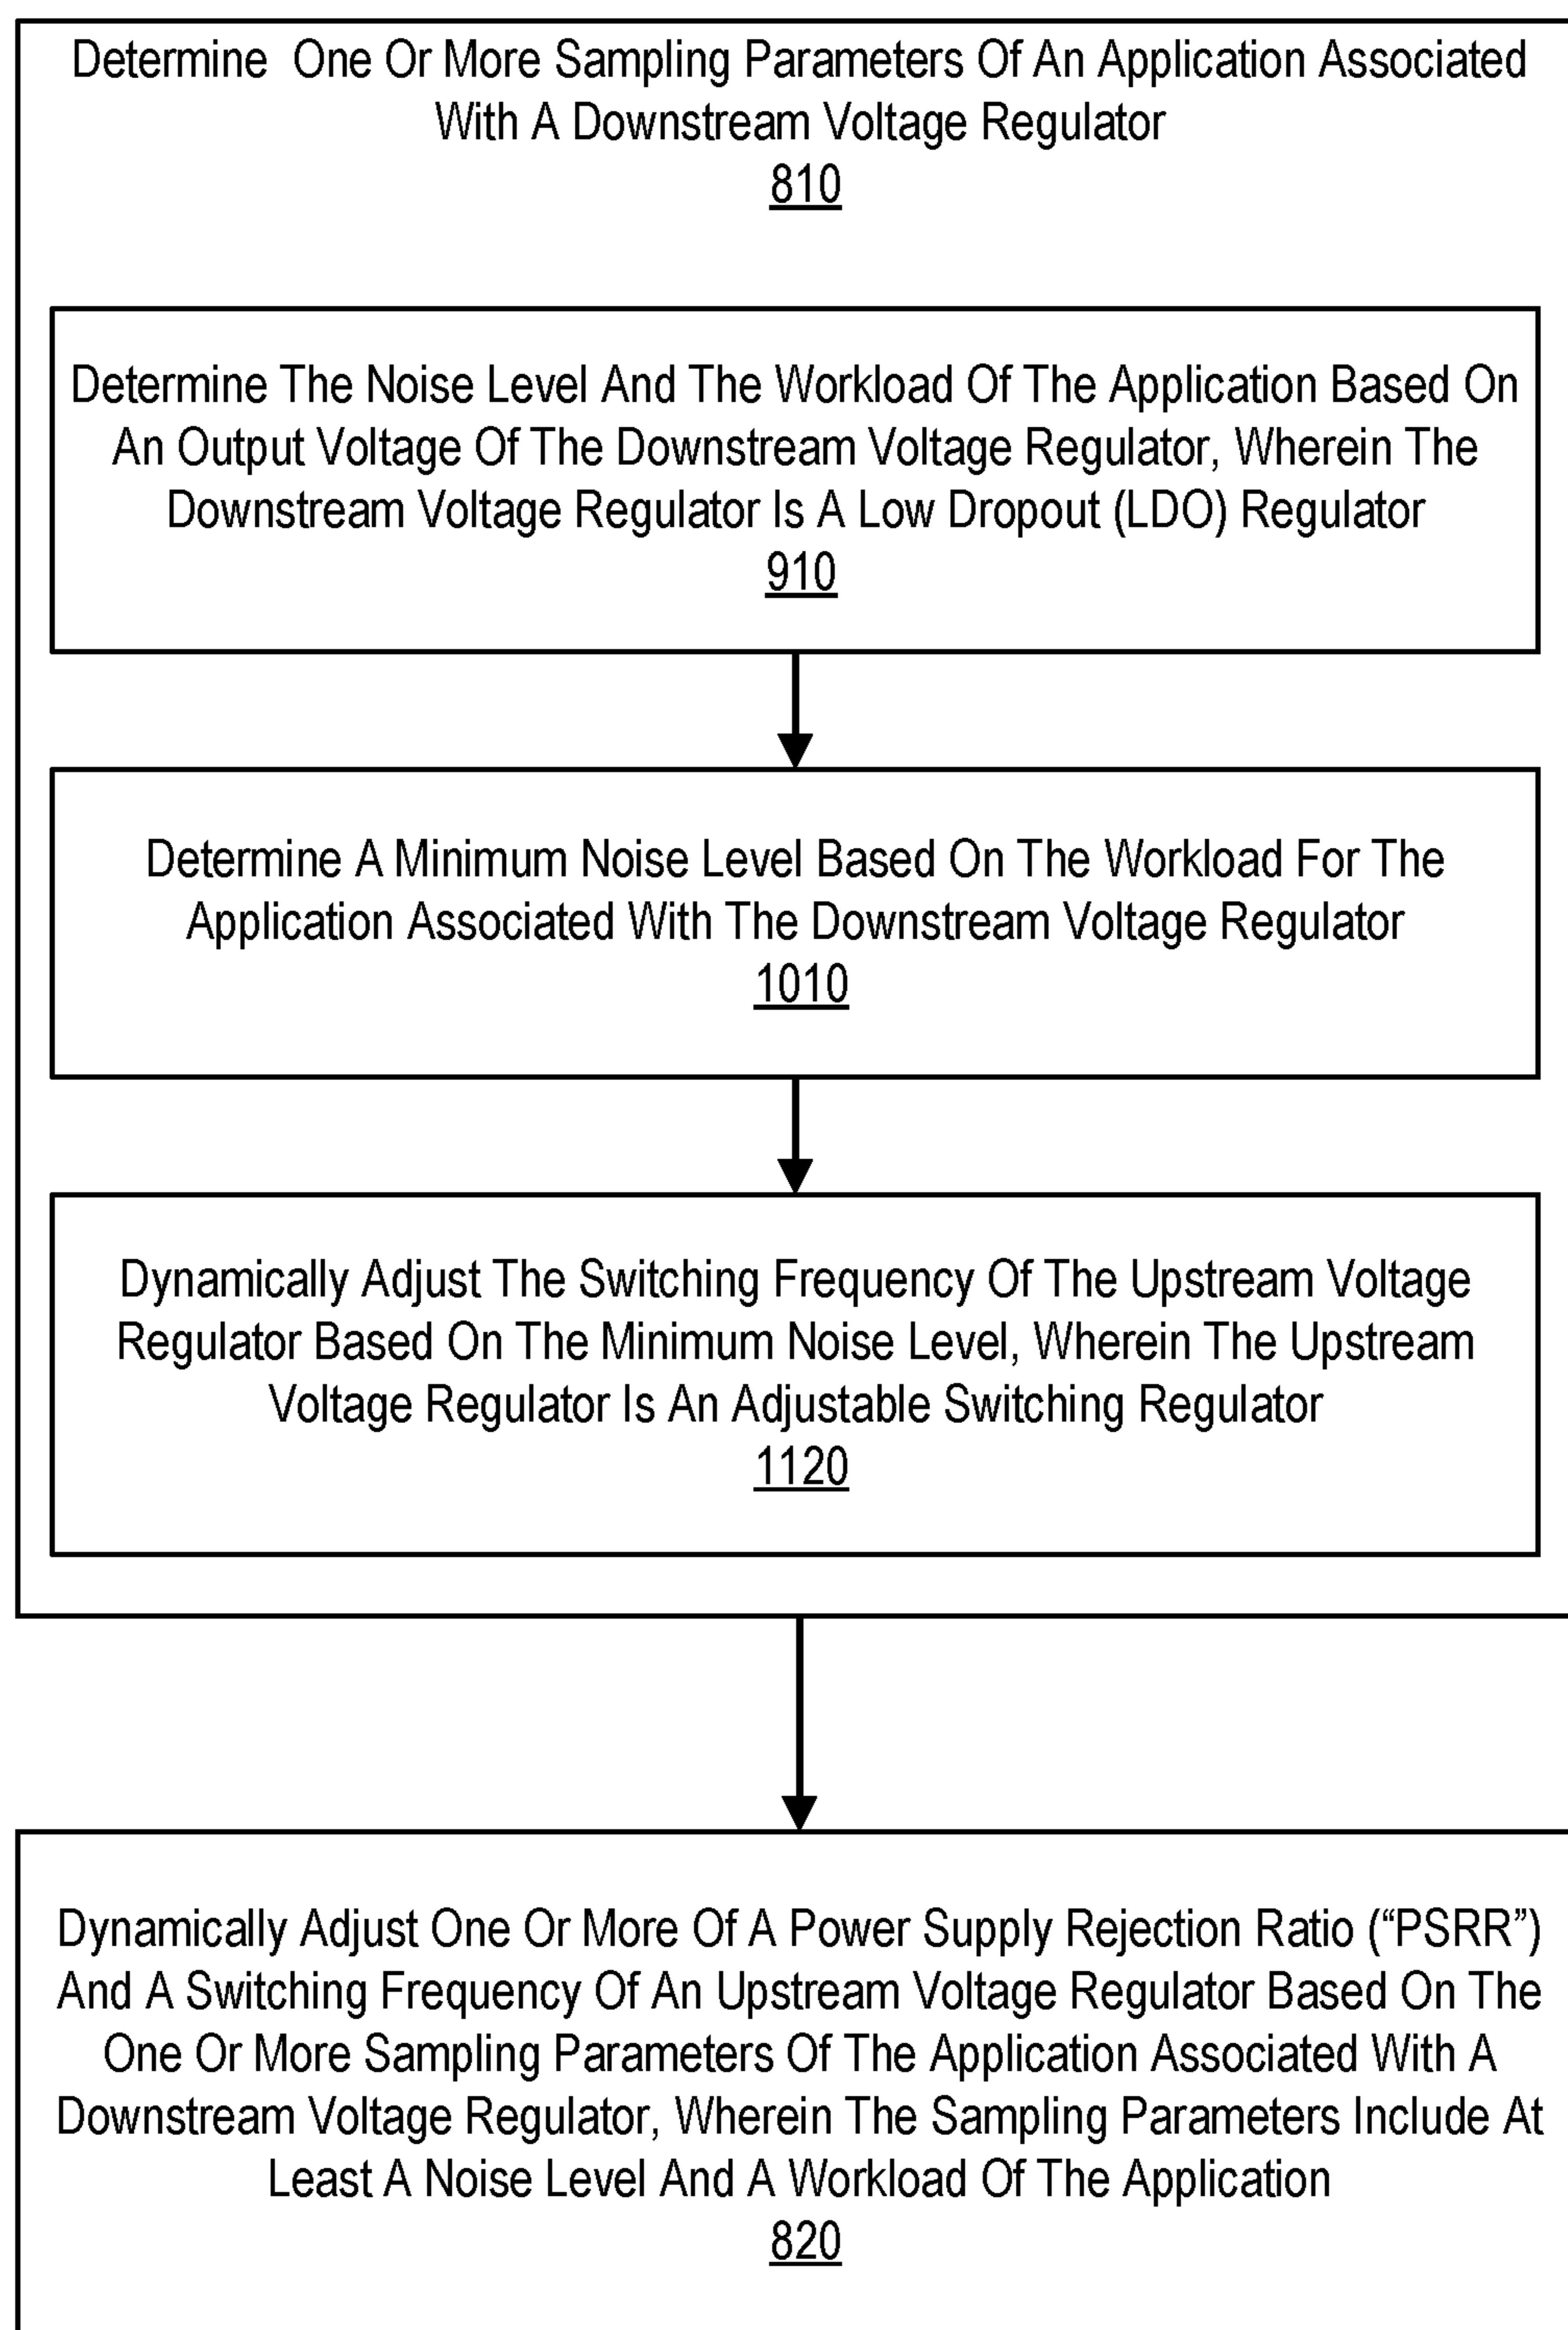 Determine One Or More Sampling Parameters Of An Application Associated
With A Downstream Voltage Regulator
810
Determine The Noise Level And The Workload Of The Application Based On
An Output Voltage Of The Downstream Voltage Regulator, Wherein The
Downstream Voltage Regulator Is A Low Dropout (LDO) Regulator
910
Determine A Minimum Noise Level Based On The Workload For The
Application Associated With The Downstream Voltage Regulator
1010
Dynamically Adjust The Switching Frequency Of The Upstream Voltage
Regulator Based On The Minimum Noise Level, Wherein The Upstream
Voltage Regulator Is An Adjustable Switching Regulator
1120
Dynamically Adjust One Or More Of A Power Supply Rejection Ratio (“PSRR”)
And A Switching Frequency Of An Upstream Voltage Regulator Based On The
One Or More Sampling Parameters Of The Application Associated With A
Downstream Voltage Regulator, Wherein The Sampling Parameters Include At
Least A Noise Level And A Workload Of The Application
820